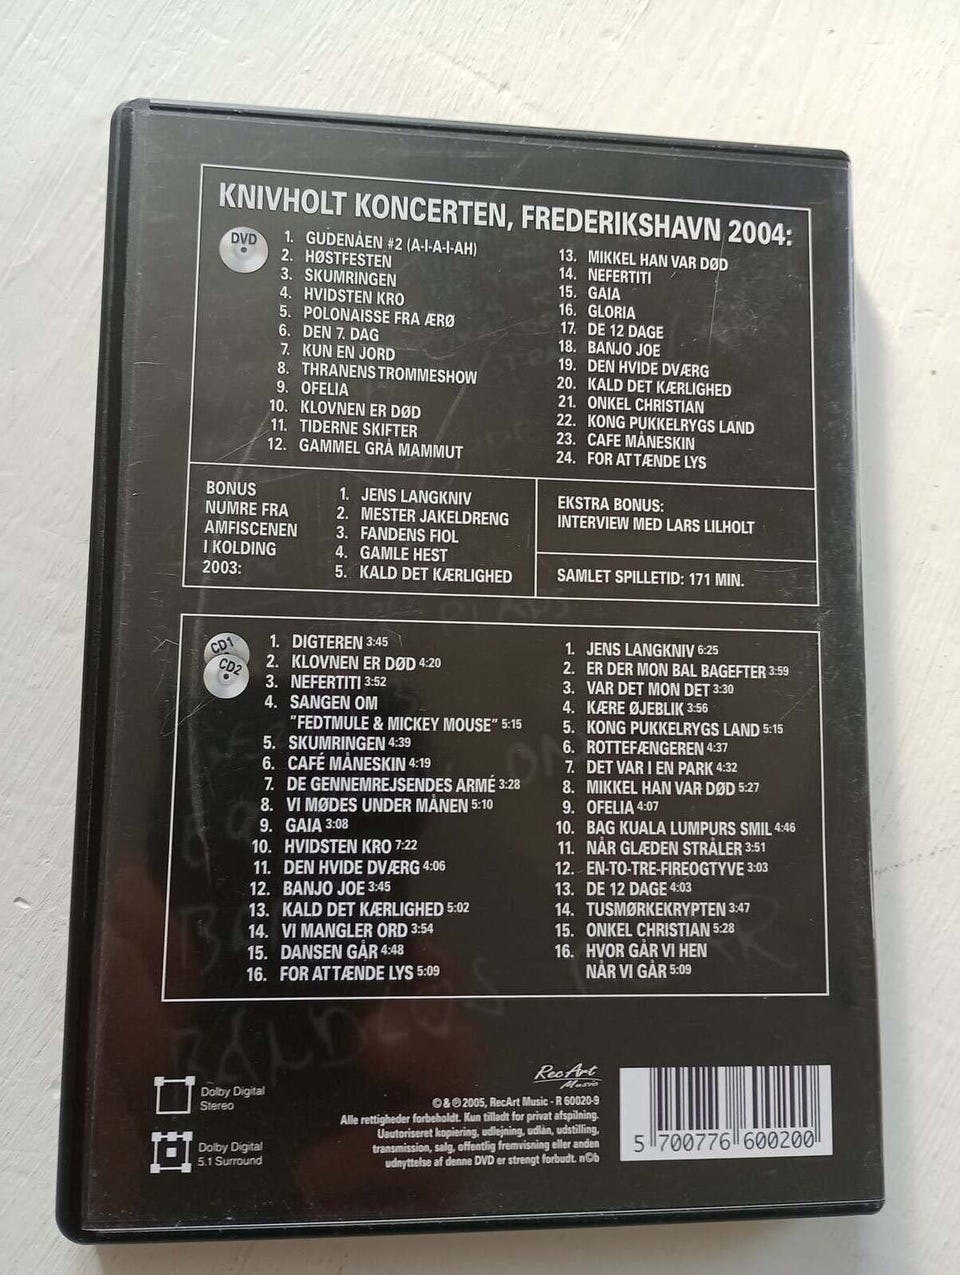 KNIVHOLT KONCERTEN, FREDERIKSHAVN 2004:
DVD
1. GUDENÅEN #2 (A-I-A-I-AH)
2. HØSTFESTEN
3. SKUMRINGEN
4. HVIDSTEN KRO
5. POLONAISSE FRA ÆRØ
6. DEN 7. DAG
7. KUN EN JORD
8. THRANENS TROMMESHOW
9. OFELIA
10. KLOVNEN ER DØD
11. TIDERNE SKIFTER
12. GAMMEL GRÅ MAMMUT
13. MIKKEL HAN VAR DØD
14. NEFERTITI
15. GAIA
16. GLORIA
17. DE 12 DAGE
18. BANJO JOE
19. DEN HVIDE DVÆRG
20. KALD DET KÆRLIGHED
21. ONKEL CHRISTIAN
22. KONG PUKKELRYGS LAND
23. CAFE MÅNESKIN
24. FOR ATTÆNDE LYS
BONUS
NUMRE FRA
AMFISCENEN
I KOLDING
2003:
1. JENS LANGKNIV
2. MESTER JAKELDRENG
3. FANDENS FIOL
4. GAMLE HEST
5. KALD DET KÆRLIGHED
EKSTRA BONUS:
INTERVIEW MED LARS LILHOLT
SAMLET SPILLETID: 171 MIN.
CD1
CD2
1. DIGTEREN 3:45
2. KLOVNEN ER DØD 4:20
3. NEFERTITI 3:52
4. SANGEN OM
"FEDTMULE & MICKEY MOUSE" 5:15
5. SKUMRINGEN 4:39
6. CAFÉ MÅNESKIN 4:19
7. DE GENNEMREJSENDES ARMÉ 3:28
8. VI MØDES UNDER MÅNEN 5:10
9. GAIA 3:08
10. HVIDSTEN KRO 7:22
11. DEN HVIDE DVÆRG 4:06
12. BANJO JOE 3:45
13. KALD DET KÆRLIGHED 5:02
14. VI MANGLER ORD 3:54
15. DANSEN GÅR 4:48
16. FOR ATTÆNDE LYS 5:09
1. JENS LANGKNIV 6:25
2. ER DER MON BAL BAGEFTER 3:59
3. VAR DET MON DET 3:30
4. KÆRE ØJEBLIK 3:56
5. KONG PUKKELRYGS LAND 5:15
6. ROTTEFÆNGEREN 4:37
7. DET VAR I EN PARK 4:32
8. MIKKEL HAN VAR DØD 5:27
9. OFELIA 4:07
10. BAG KUALA LUMPURS SMIL 4:46
11. NÅR GLÆDEN STRÅLER 3:51
12. EN-TO-TRE-FIREOGTYVE 3:03
13. DE 12 DAGE 4:03
14. TUSMØRKEKRYPTEN 3:47
15. ONKEL CHRISTIAN 5:28
16. HVOR GÅR VI HEN
NÅR VI GÅR 5:09
Dolby Digital
Stereo
Dolby Digital
5.1 Surround
RecArt
Music
©&℗2005, RecArt Music - R 60020-9
Alle rettigheder forbeholdt. Kun tilladt for privat afspilning.
Uautoriseret kopiering, udlejning, udlån, udstilling,
transmission, salg, offentlig fremvisning eller anden
udnyttelse af denne DVD er strengt forbudt. n©b
5 700776 600200